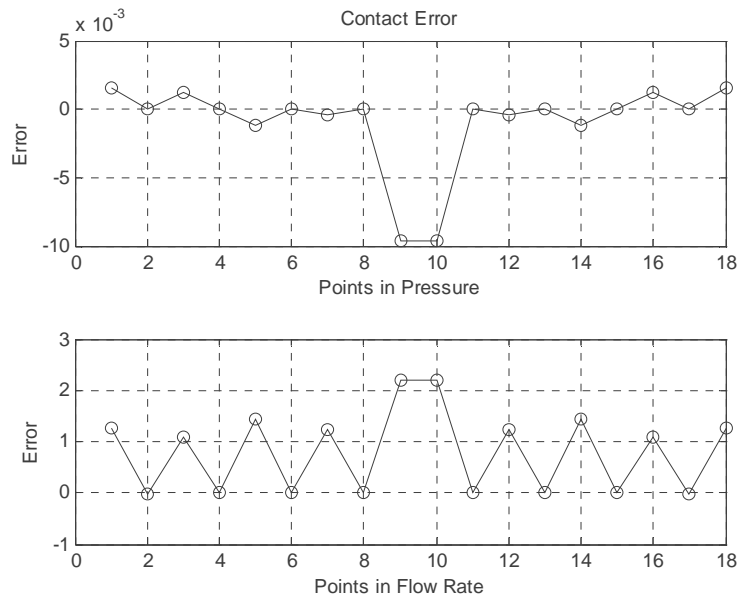 Contact Error
x 10^-3
5
0
-5
-10
Error
0 2 4 6 8 10 12 14 16 18
Points in Pressure
3
2
1
0
-1
Error
0 2 4 6 8 10 12 14 16 18
Points in Flow Rate